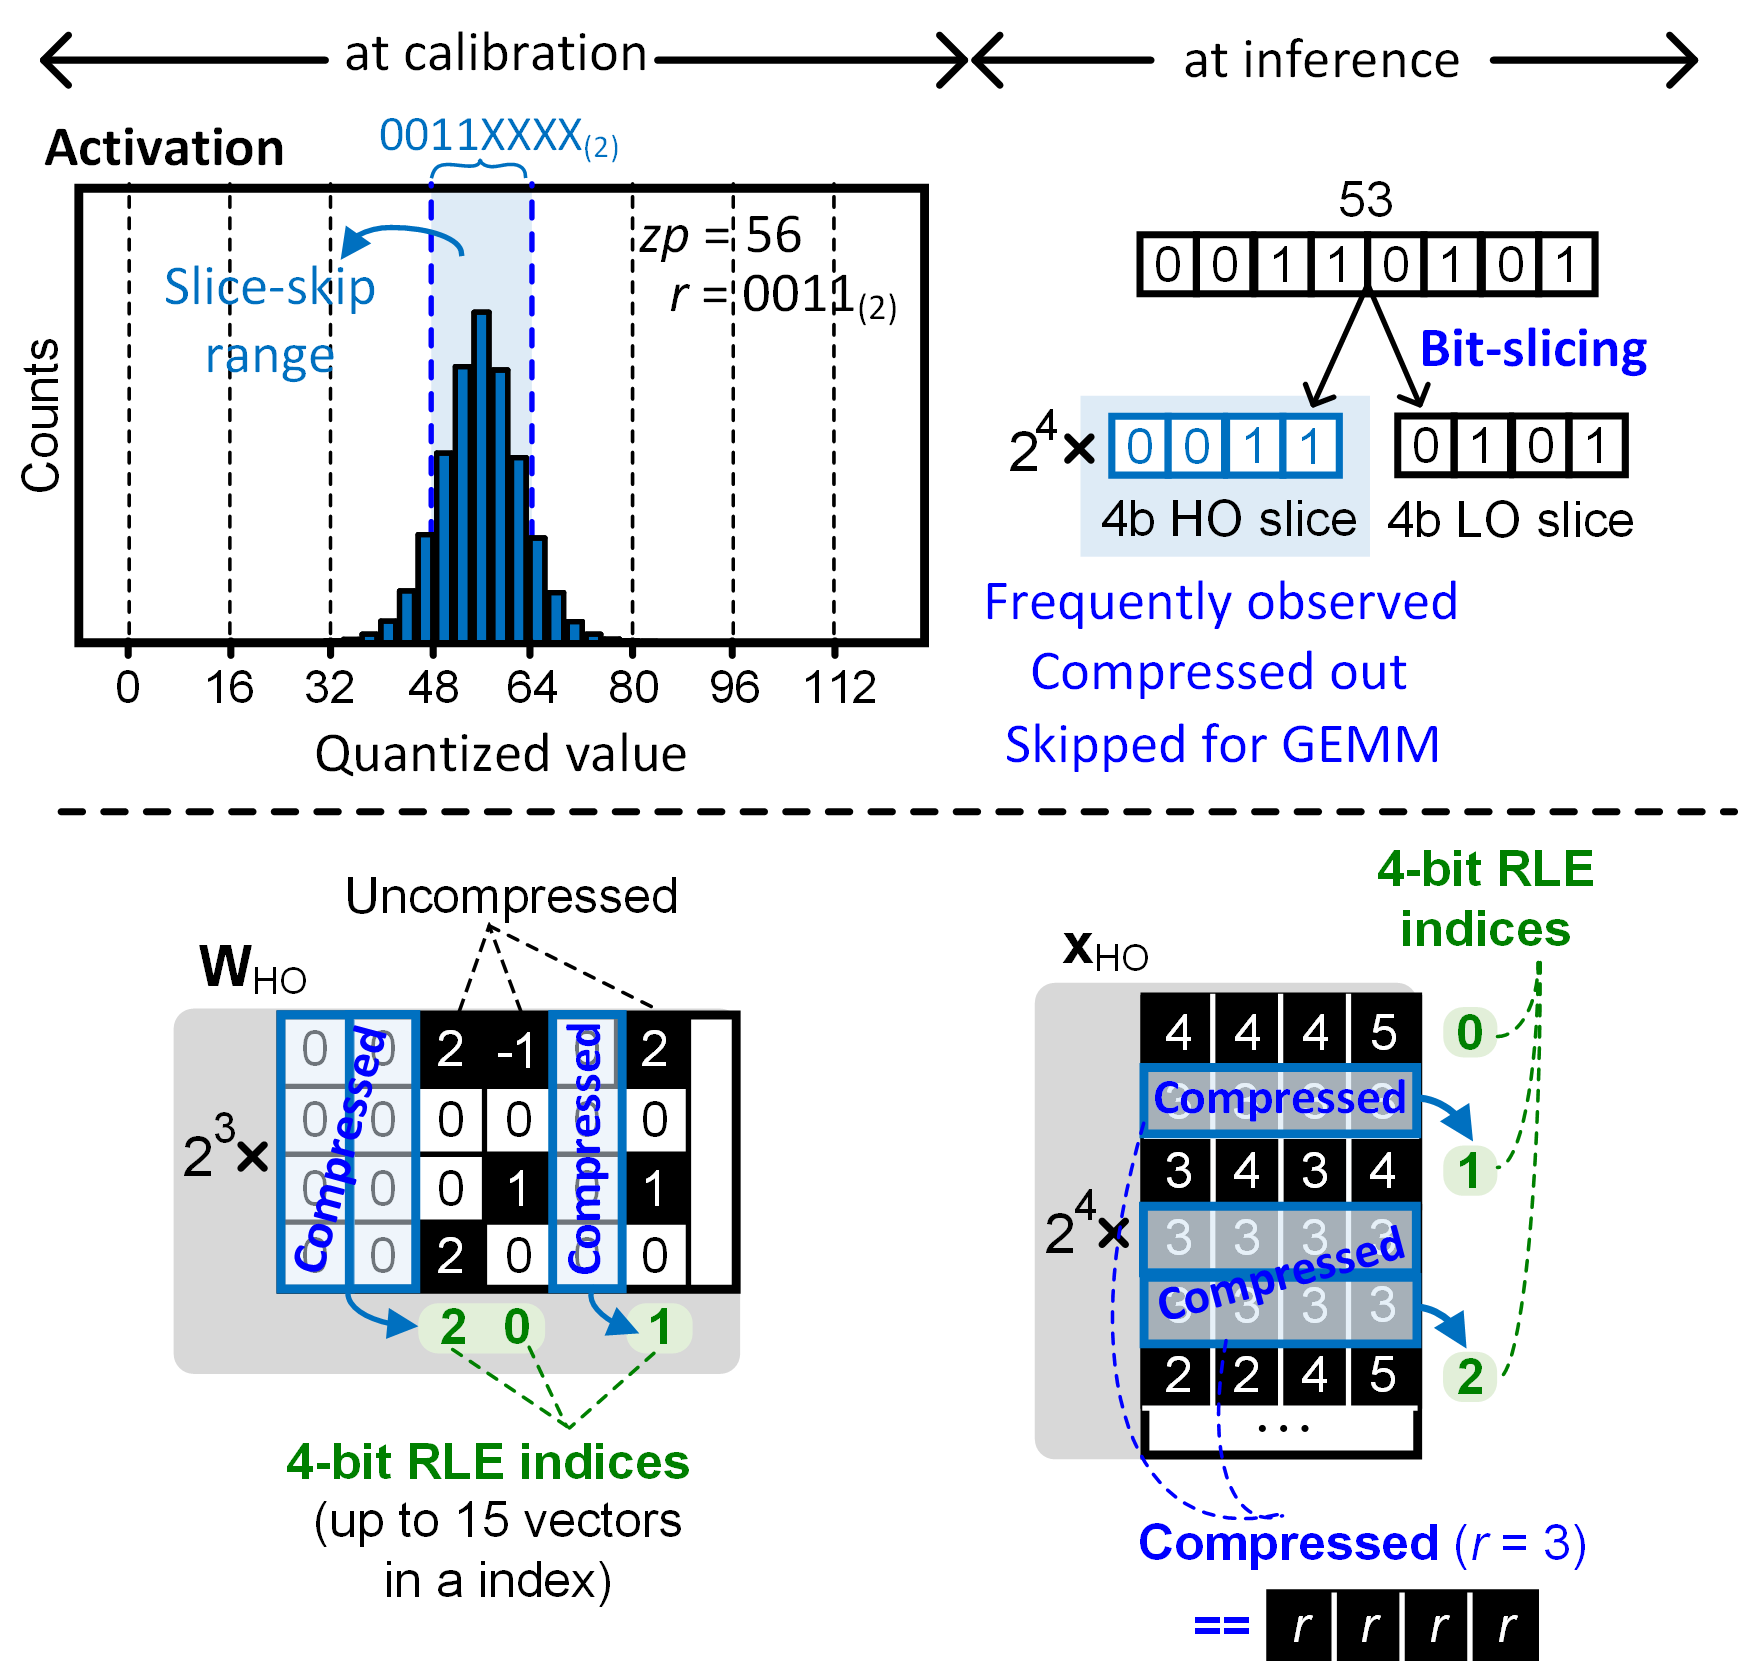 at calibration
at inference
Activation
0011XXXX(2)
zp = 56
r = 0011(2)
Slice-skip
range
Counts
0 16 32 48 64 80 96 112
Quantized value
53
0 0 1 1 0 1 0 1
Bit-slicing
2^4 × 0 0 1 1
0 1 0 1
4b HO slice
4b LO slice
Frequently observed
Compressed out
Skipped for GEMM
Uncompressed
W_HO
2^3 ×
0 0 2 -1 0 2
0 0 0 0 0 0
0 0 0 1 0 1
0 0 2 0 0 0
Compressed
Compressed
2 0 1
4-bit RLE indices
(up to 15 vectors
in a index)
4-bit RLE
indices
x_HO
2^4 ×
4 4 4 5 0
3 3 3 3
Compressed
3 4 3 4 1
3 3 3 3
Compressed
3 3 3 3
2 2 4 5 2
...
Compressed (r = 3)
== r r r r